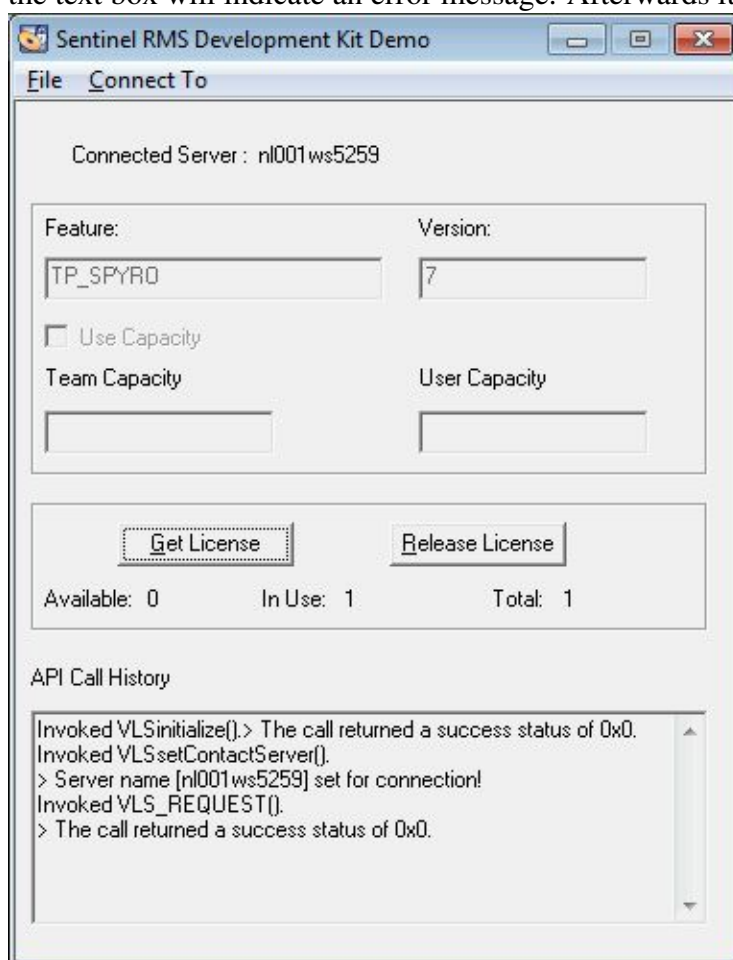 the text box will indicate an error message. Afterwards it
Sentinel RMS Development Kit Demo
File Connect To
Connected Server : nl001ws5259
Feature: Version:
TP_SPYRO 7
Use Capacity
Team Capacity User Capacity
Get License Release License
Available: 0 In Use: 1 Total: 1
API Call History
Invoked VLSinitialize().> The call returned a success status of 0x0.
Invoked VLSsetContactServer().
> Server name [nl001ws5259] set for connection!
Invoked VLS_REQUEST().
> The call returned a success status of 0x0.